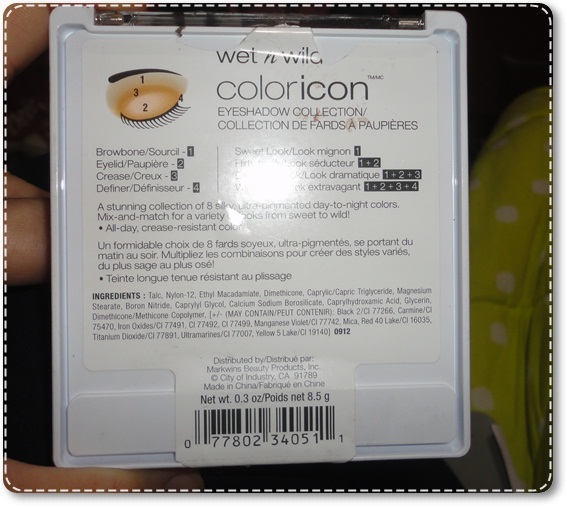 wet n wild
coloricon TM/MC
EYESHADOW COLLECTION/
COLLECTION DE FARDS À PAUPIÈRES
1
3
2
4
Browbone/Sourcil - 1
Eyelid/Paupière - 2
Crease/Creux - 3
Definer/Définisseur - 4
Sweet Look/Look mignon 1
Look séducteur 1+2
Look dramatique 1+2+3
extravagant 1+2+3+4
A stunning collection of 8 silky, ultra-pigmented day-to-night colors.
Mix-and-match for a variety looks from sweet to wild!
• All-day, crease-resistant
Un formidable choix de 8 fards soyeux, ultra-pigmentés, se portant du
matin au soir. Multipliez les combinaisons pour créer des styles variés,
du plus sage au plus osé!
• Teinte longue tenue résistant au plissage
INGREDIENTS : Talc, Nylon-12, Ethyl Macadamiate, Dimethicone, Caprylic/Capric Triglyceride, Magnesium
Stearate, Boron Nitride, Caprylyl Glycol, Calcium Sodium Borosilicate, Caprylhydroxamic Acid, Glycerin,
Dimethicone/Methicone Copolymer, [+/- (MAY CONTAIN/PEUT CONTENIR): Black 2/CI 77266, Carmine/CI
75470, Iron Oxides/CI 77491, CI 77492, CI 77499, Manganese Violet/CI 77742, Mica, Red 40 Lake/CI 16035,
Titanium Dioxide/CI 77891, Ultramarines/CI 77007, Yellow 5 Lake/CI 19140] 0912
Distributed by/Distribué par:
Markwins Beauty Products, Inc.
© City of Industry, CA 91789
Made in China/Fabriqué en Chine
Net wt. 0.3 oz/Poids net 8.5 g
0 77802 34051 1